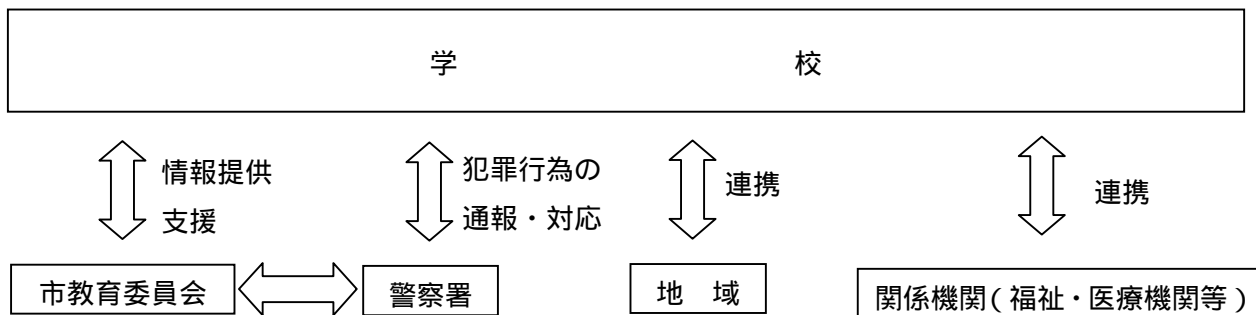 学 校
情報提供
支援
犯罪行為の
通報・対応
連携
連携
市教育委員会
警察署
地 域
関係機関(福祉・医療機関等)